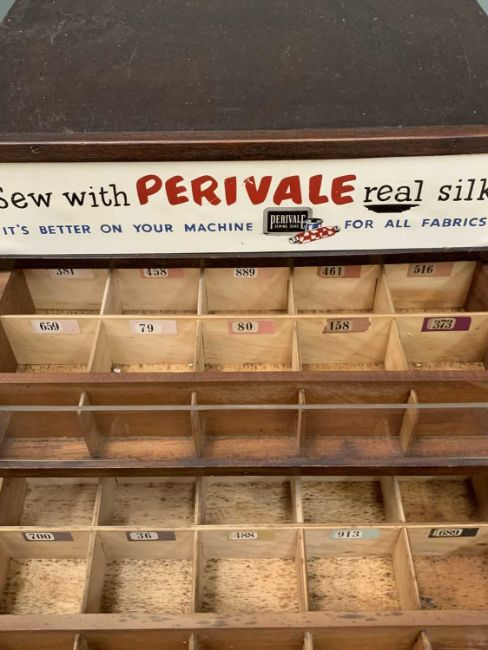 Sew with PERIVALE real silk
IT'S BETTER ON YOUR MACHINE PERIVALE FOR ALL FABRICS
381 458 889 461 516
659 79 80 158 373
700 36 488 913 689